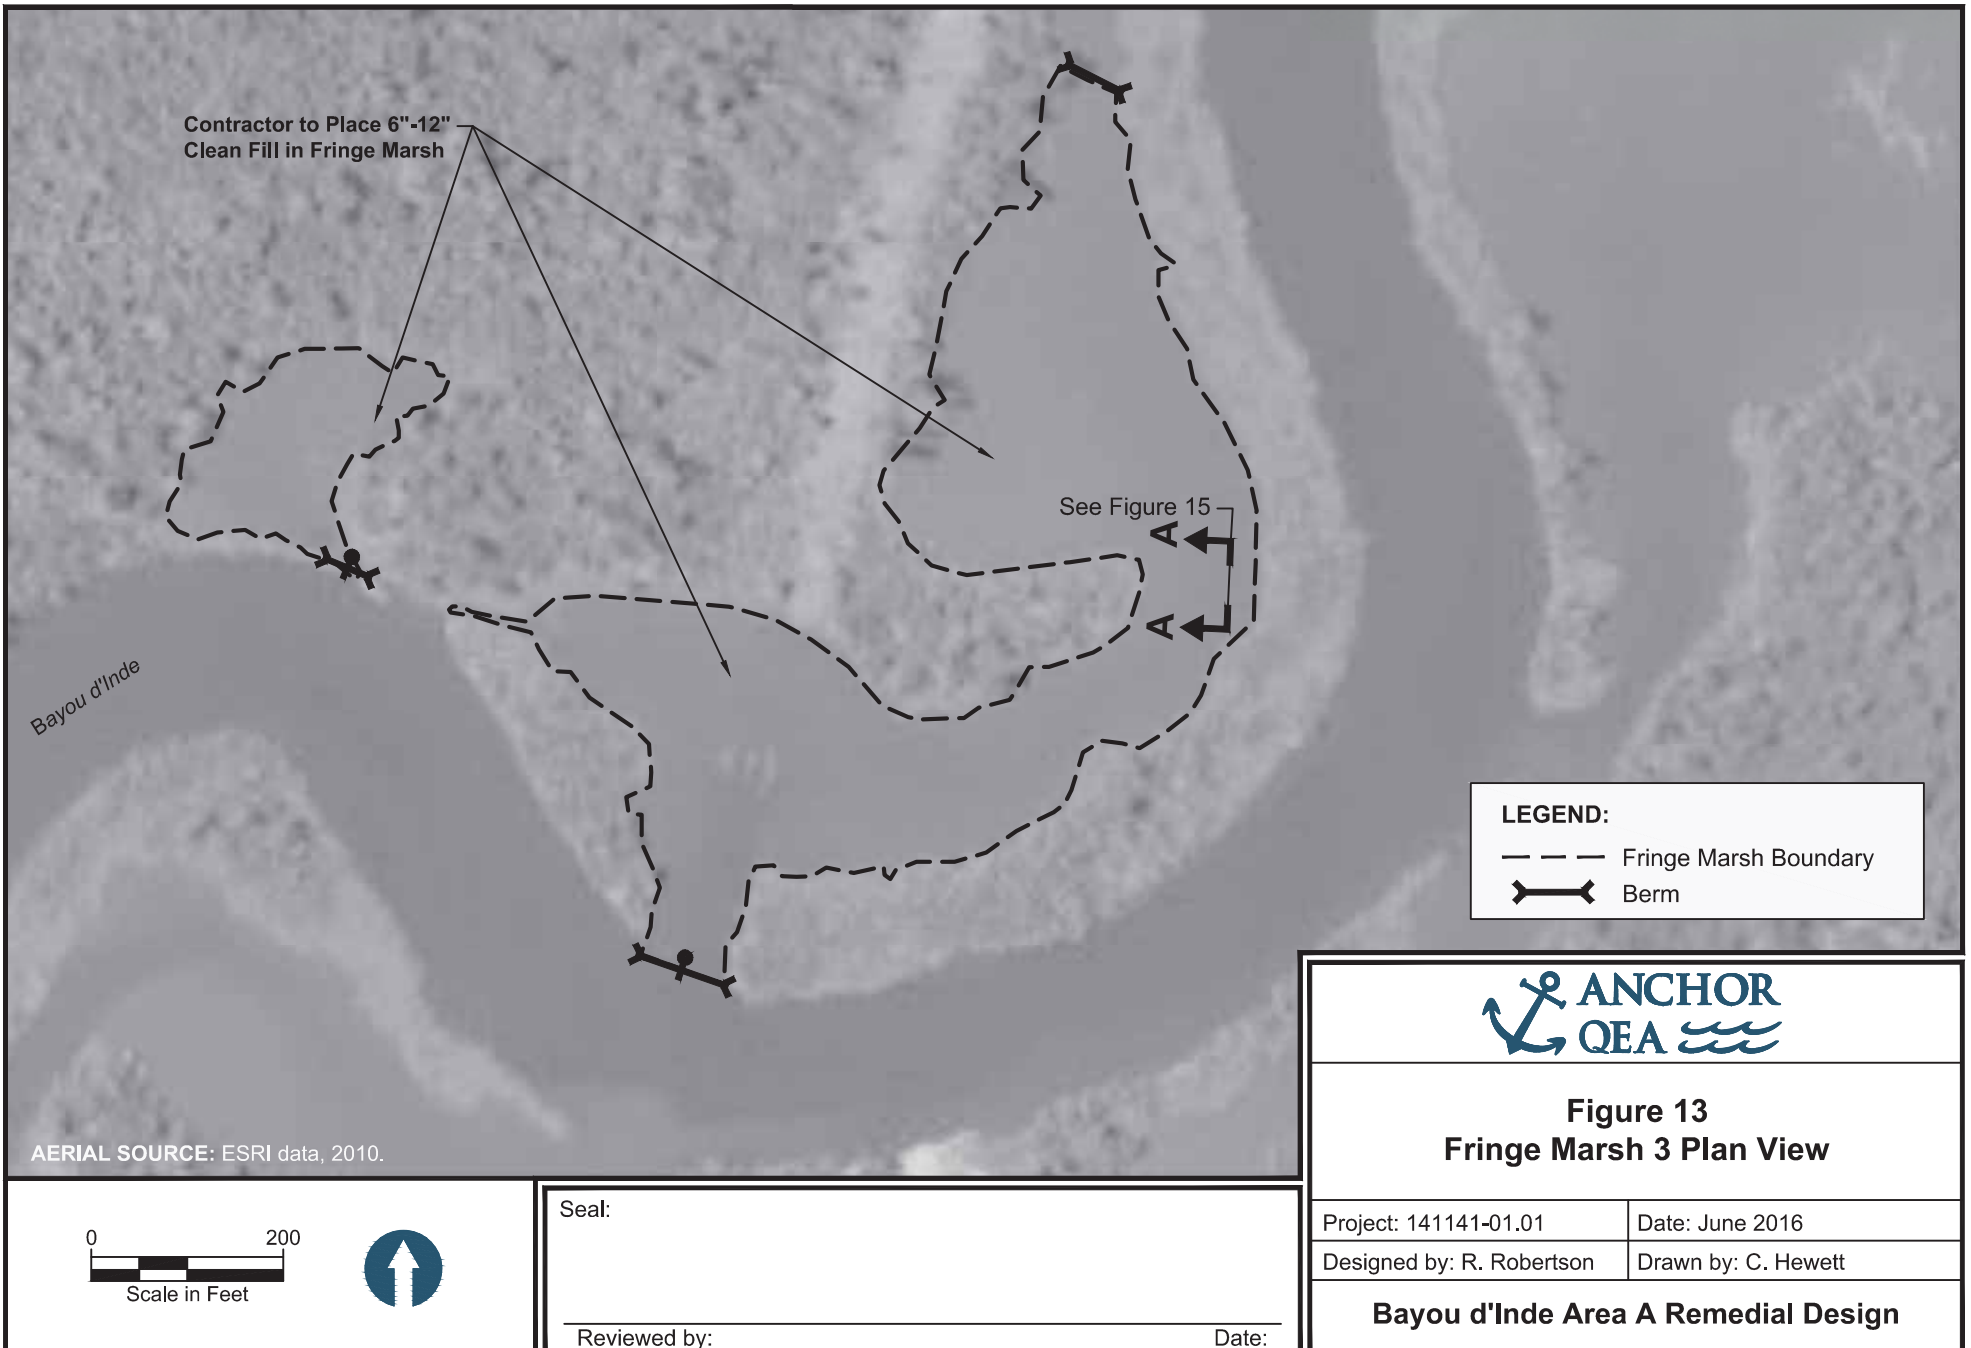 Contractor to Place 6"-12"
Clean Fill in Fringe Marsh
See Figure 15
A
A
Bayou d'Inde
LEGEND:
Fringe Marsh Boundary
Berm
AERIAL SOURCE: ESRI data, 2010.
0 200
Scale in Feet
Seal:
Reviewed by: Date:
ANCHOR
QEA
Figure 13
Fringe Marsh 3 Plan View
Project: 141141-01.01 Date: June 2016
Designed by: R. Robertson Drawn by: C. Hewett
Bayou d'Inde Area A Remedial Design